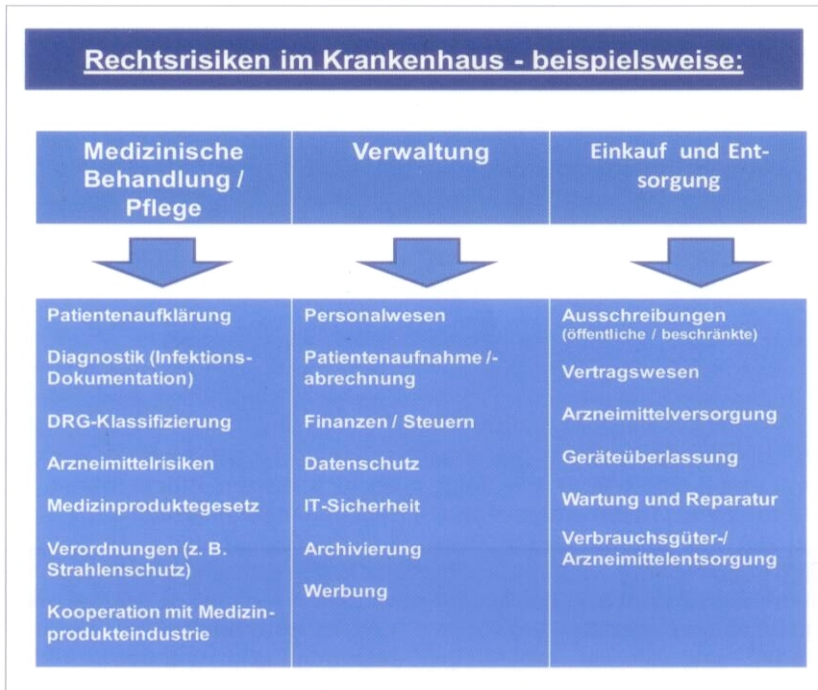 Rechtsrisiken im Krankenhaus - beispielsweise:
Medizinische
Behandlung /
Pflege
Verwaltung
Einkauf und Ent-
sorgung
Patientenaufklärung
Diagnostik (Infektions-
Dokumentation)
DRG-Klassifizierung
Arzneimittelrisiken
Medizinproduktegesetz
Verordnungen (z. B.
Strahlenschutz)
Kooperation mit Medizin-
produkteindustrie
Personalwesen
Patientenaufnahme /-
abrechnung
Finanzen / Steuern
Datenschutz
IT-Sicherheit
Archivierung
Werbung
Ausschreibungen
(öffentliche / beschränkte)
Vertragswesen
Arzneimittelversorgung
Geräteüberlassung
Wartung und Reparatur
Verbrauchsgüter-/
Arzneimittelentsorgung